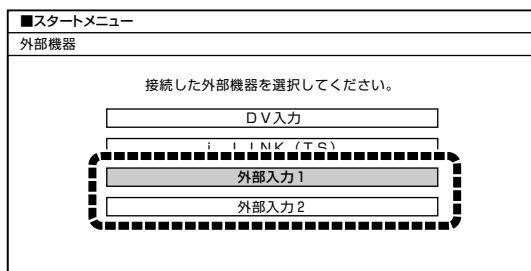 ■スタートメニュー
外部機器
接続した外部機器を選択してください。
DV入力
i.LINK(TS)
外部入力1
外部入力2